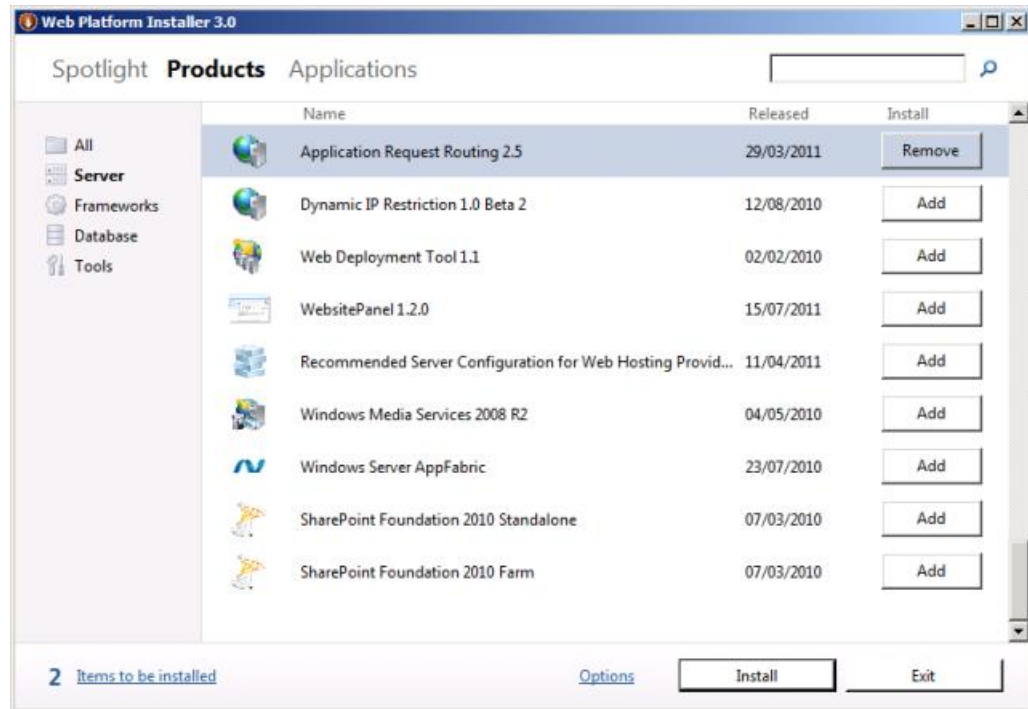 Web Platform Installer 3.0
Spotlight Products Applications
Name Released Install
All
Server
Frameworks
Database
Tools
Application Request Routing 2.5 29/03/2011 Remove
Dynamic IP Restriction 1.0 Beta 2 12/08/2010 Add
Web Deployment Tool 1.1 02/02/2010 Add
WebsitePanel 1.2.0 15/07/2011 Add
Recommended Server Configuration for Web Hosting Provid... 11/04/2011 Add
Windows Media Services 2008 R2 04/05/2010 Add
Windows Server AppFabric 23/07/2010 Add
SharePoint Foundation 2010 Standalone 07/03/2010 Add
SharePoint Foundation 2010 Farm 07/03/2010 Add
2 Items to be installed Options Install Exit